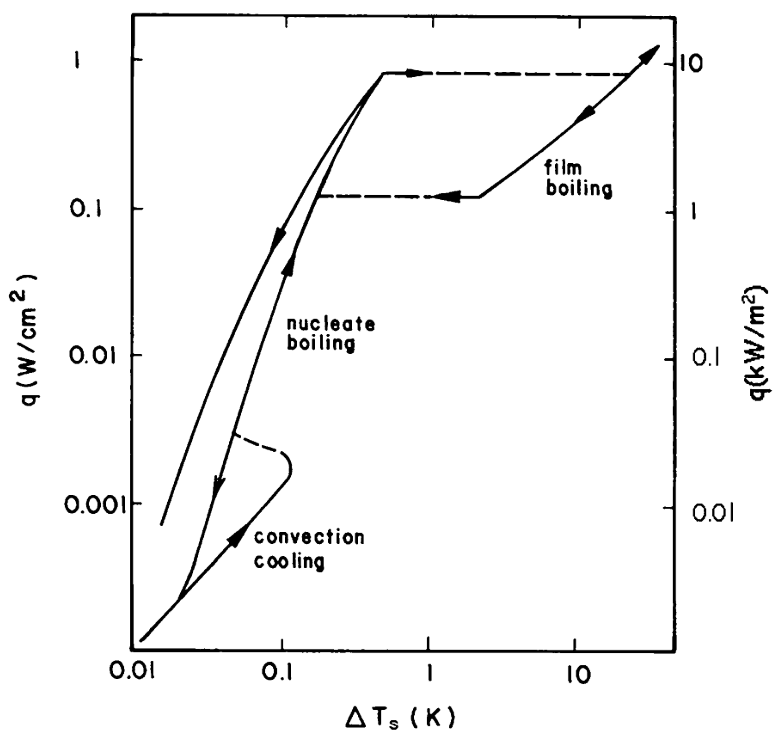 1
0.1
0.01
0.001
q (W/cm²)
10
1
0.1
0.01
q(kW/m²)
film
boiling
nucleate
boiling
convection
cooling
0.01
0.1
1
10
ΔTₛ (K)